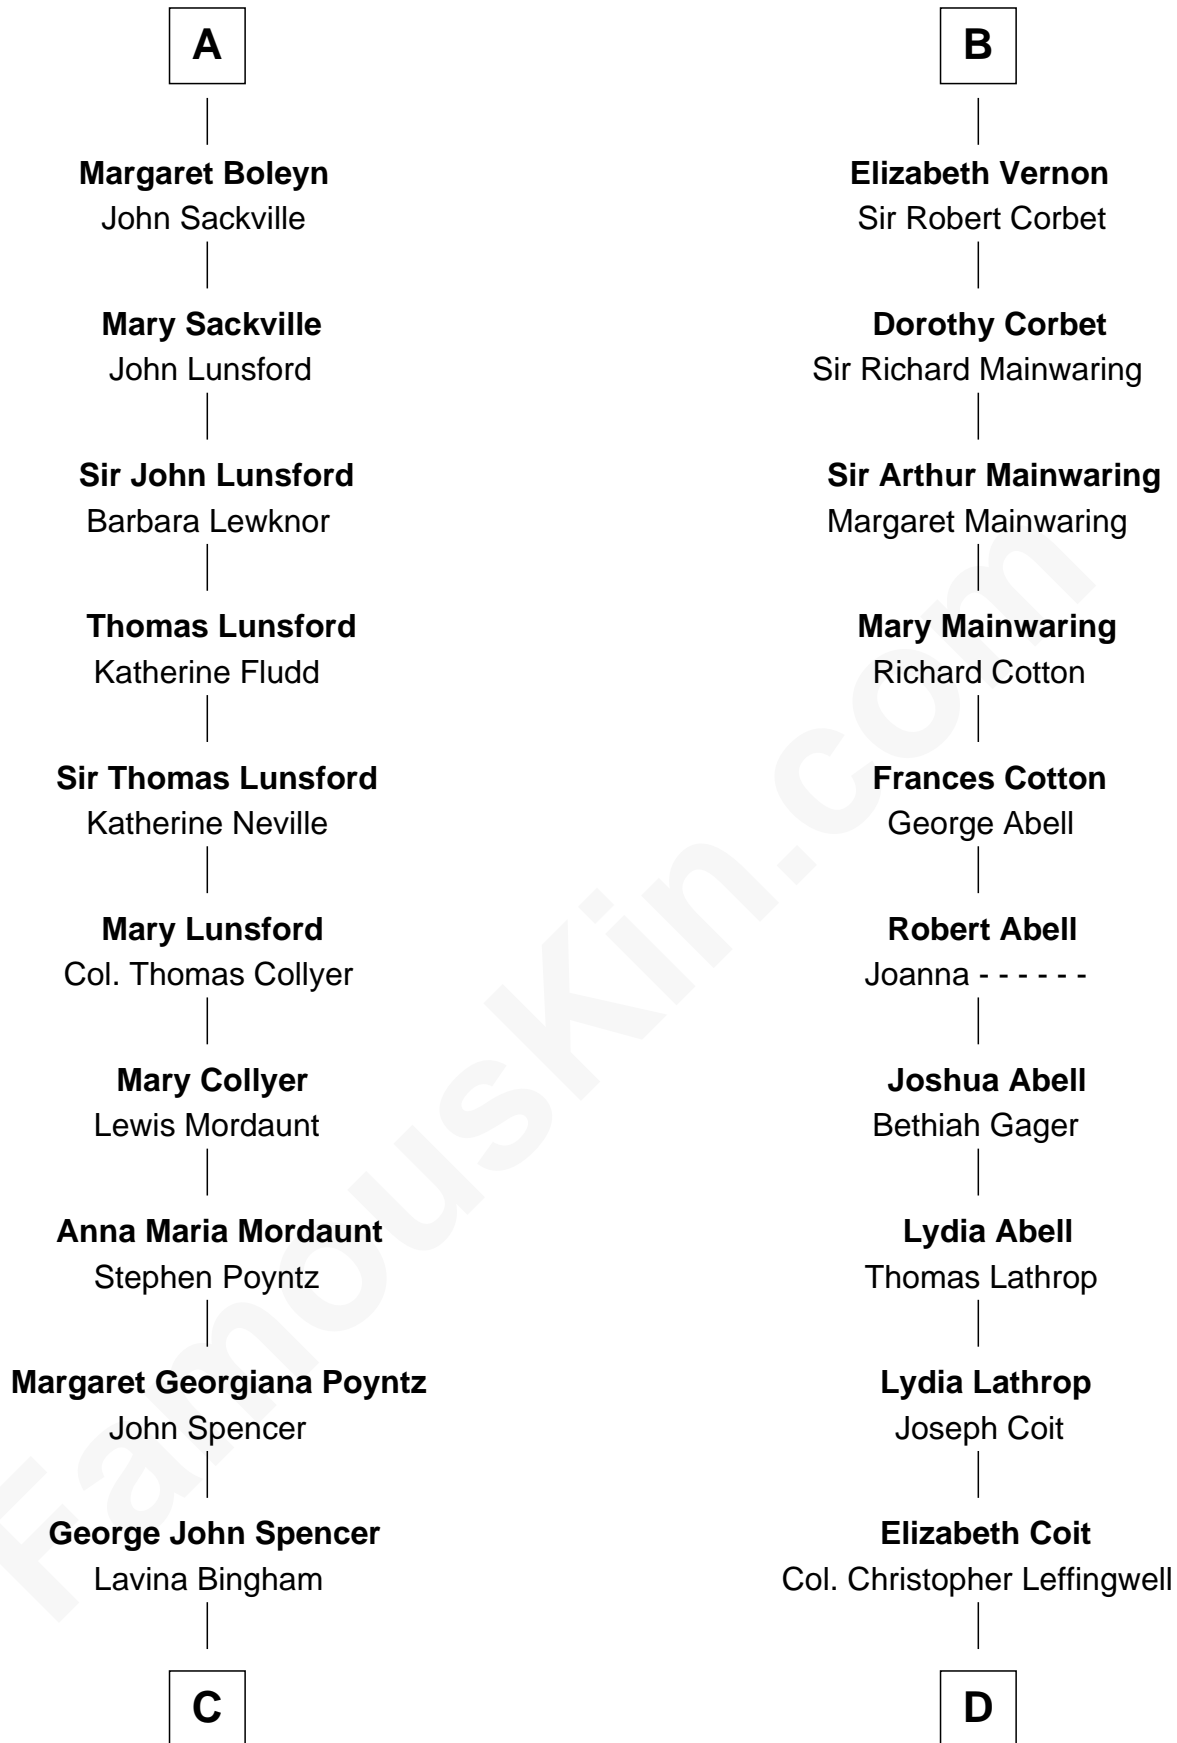 A
Margaret Boleyn
John Sackville
Mary Sackville
John Lunsford
Sir John Lunsford
Barbara Lewknor
Thomas Lunsford
Katherine Fludd
Sir Thomas Lunsford
Katherine Neville
Mary Lunsford
Col. Thomas Collyer
Mary Collyer
Lewis Mordaunt
Anna Maria Mordaunt
Stephen Poyntz
Margaret Georgiana Poyntz
John Spencer
George John Spencer
Lavina Bingham
C
B
Elizabeth Vernon
Sir Robert Corbet
Dorothy Corbet
Sir Richard Mainwaring
Sir Arthur Mainwaring
Margaret Mainwaring
Mary Mainwaring
Richard Cotton
Frances Cotton
George Abell
Robert Abell
Joanna - - - - - -
Joshua Abell
Bethiah Gager
Lydia Abell
Thomas Lathrop
Lydia Lathrop
Joseph Coit
Elizabeth Coit
Col. Christopher Leffingwell
D
FamousKin.com